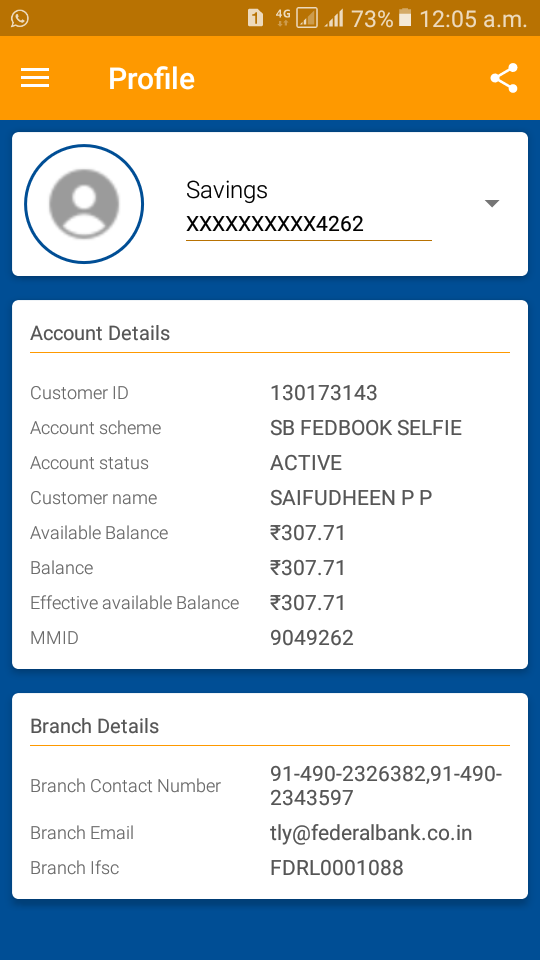 1 4G 73% 12:05 a.m.
Profile
Savings
XXXXXXXXXX4262
Account Details
Customer ID 130173143
Account scheme SB FEDBOOK SELFIE
Account status ACTIVE
Customer name SAIFUDHEEN P P
Available Balance ₹307.71
Balance ₹307.71
Effective available Balance ₹307.71
MMID 9049262
Branch Details
Branch Contact Number 91-490-2326382,91-490-
2343597
Branch Email tly@federalbank.co.in
Branch Ifsc FDRL0001088